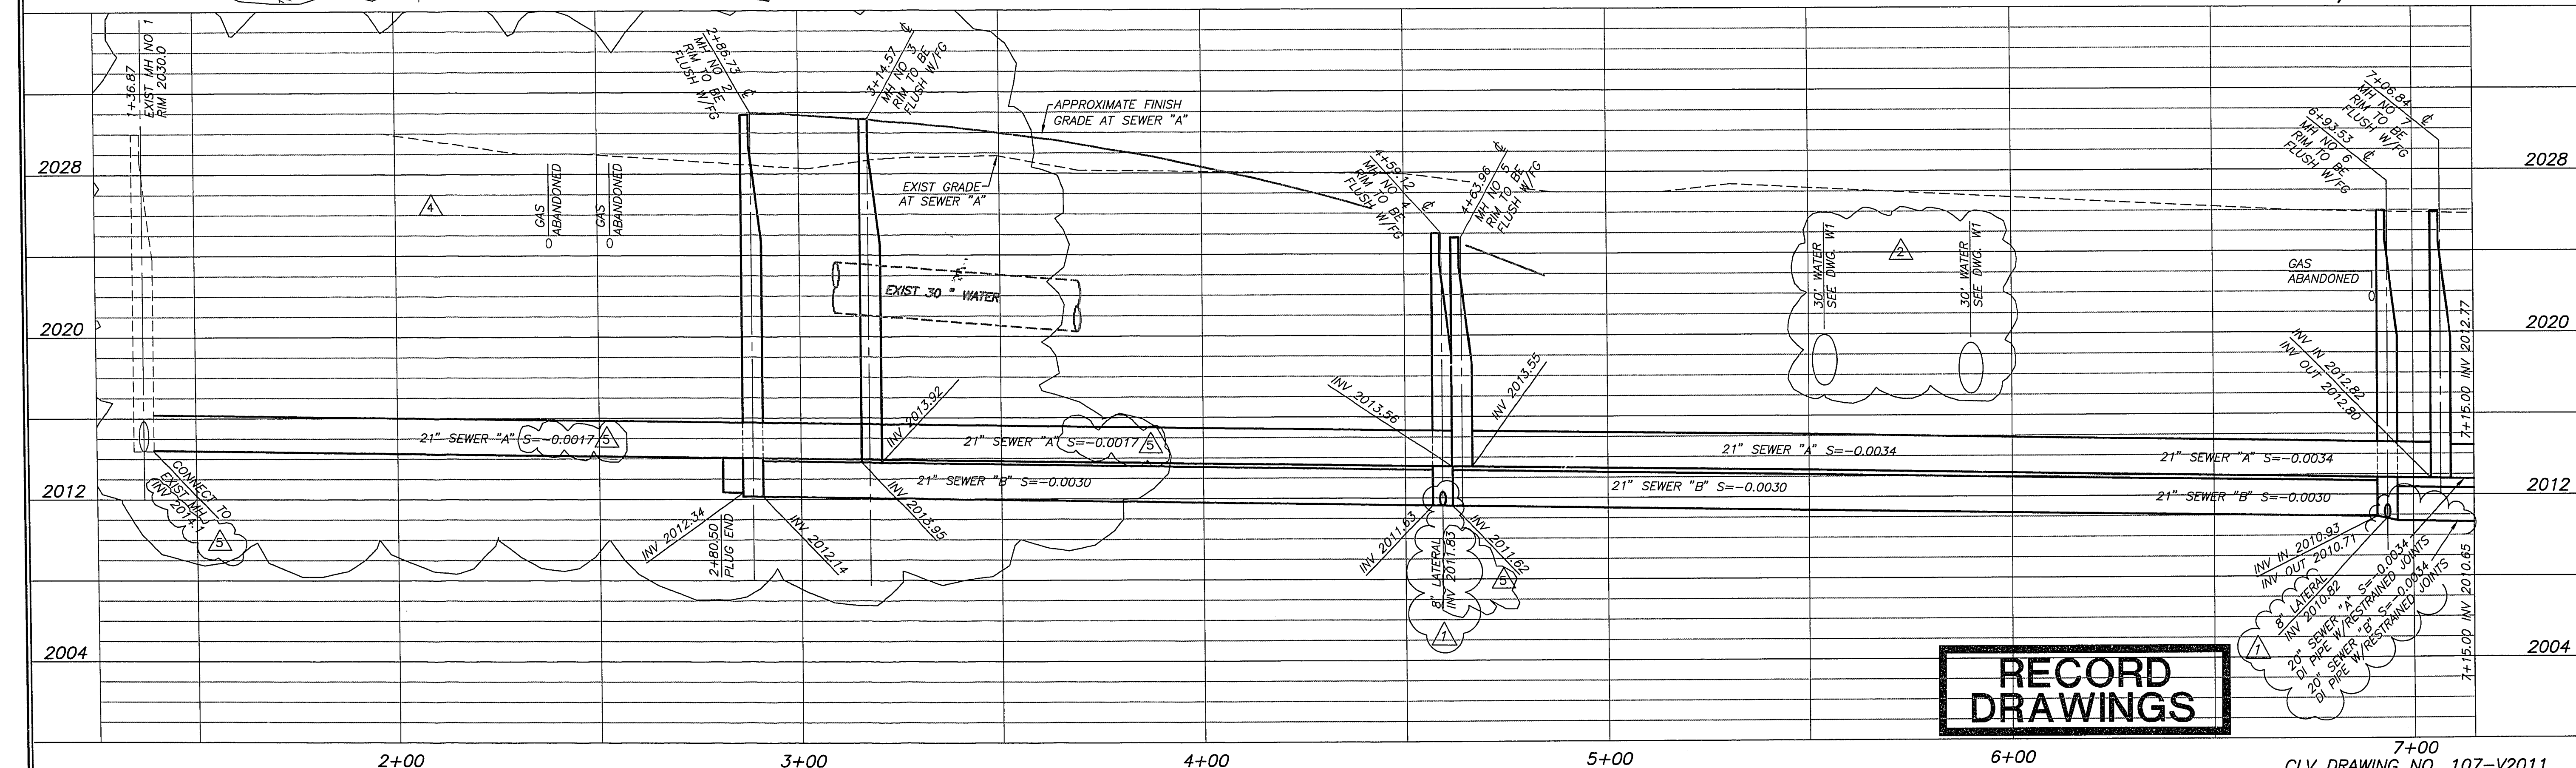 1+36.87
EXIST MH NO 1
RIM 2030.0
2+86.73
MH NO 2
RIM TO BE
FLUSH W/FG
3+14.57
MH NO 3
RIM TO BE
FLUSH W/FG
APPROXIMATE FINISH
GRADE AT SEWER "A"
4+59.12
MH NO 4
RIM TO BE
FLUSH W/FG
4+63.96
MH NO 5
RIM TO BE
FLUSH W/FG
7+06.84
MH NO 7
RIM TO BE
FLUSH W/FG
6+93.53
MH NO 6
RIM TO BE
FLUSH W/FG
2028
2028
4
GAS
ABANDONED
GAS
ABANDONED
EXIST GRADE
AT SEWER "A"
30' WATER
SEE DWG. W1
2
30' WATER
SEE DWG. W1
GAS
ABANDONED
EXIST 30 " WATER
2020
2020
INV 2013.92
INV 2013.56
INV 2013.55
INV IN 2012.82
INV OUT 2012.80
7+15.00 INV 2012.77
21" SEWER "A" S=-0.0017
5
21" SEWER "A" S=-0.0017
5
21" SEWER "A" S=-0.0034
21" SEWER "A" S=-0.0034
2012
21" SEWER "B" S=-0.0030
21" SEWER "B" S=-0.0030
21" SEWER "B" S=-0.0030
2012
CONNECT TO
EXIST MH
INV 2014.1
5
INV 2012.34
2+80.50
PLUG END
INV 2012.14
INV 2013.95
INV 2011.63
8" LATERAL
INV 2011.83
1
INV 2011.62
5
INV IN 2010.93
INV OUT 2010.71
8" LATERAL
INV 2010.82
1
20" SEWER "A" S=-0.0034
DI PIPE W/RESTRAINED JOINTS
20" SEWER "B" S=-0.0034
DI PIPE W/RESTRAINED JOINTS
7+15.00 INV 2010.65
2004
2004
RECORD
DRAWINGS
2+00
3+00
4+00
5+00
6+00
7+00
CLV DRAWING NO. 107-V2011